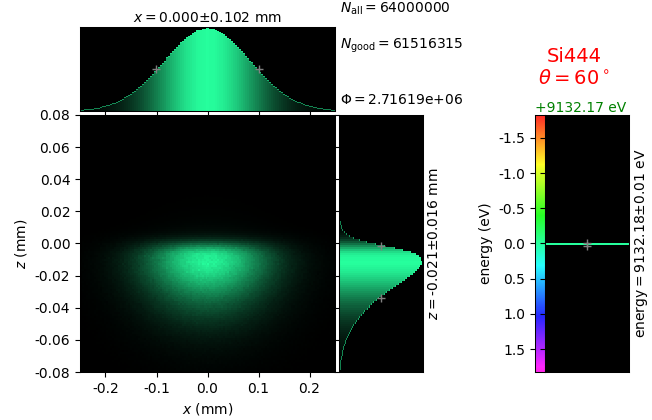 x = 0.000±0.102 mm
N_all = 64000000
N_good = 61516315
Φ = 2.71619e+06
Si444
θ = 60°
+9132.17 eV
0.08
0.06
0.04
0.02
0.00
-0.02
-0.04
-0.06
-0.08
z (mm)
-0.2
-0.1
0.0
0.1
0.2
x (mm)
z = -0.021±0.016 mm
-1.5
-1.0
-0.5
0.0
0.5
1.0
1.5
energy (eV)
energy = 9132.18±0.01 eV